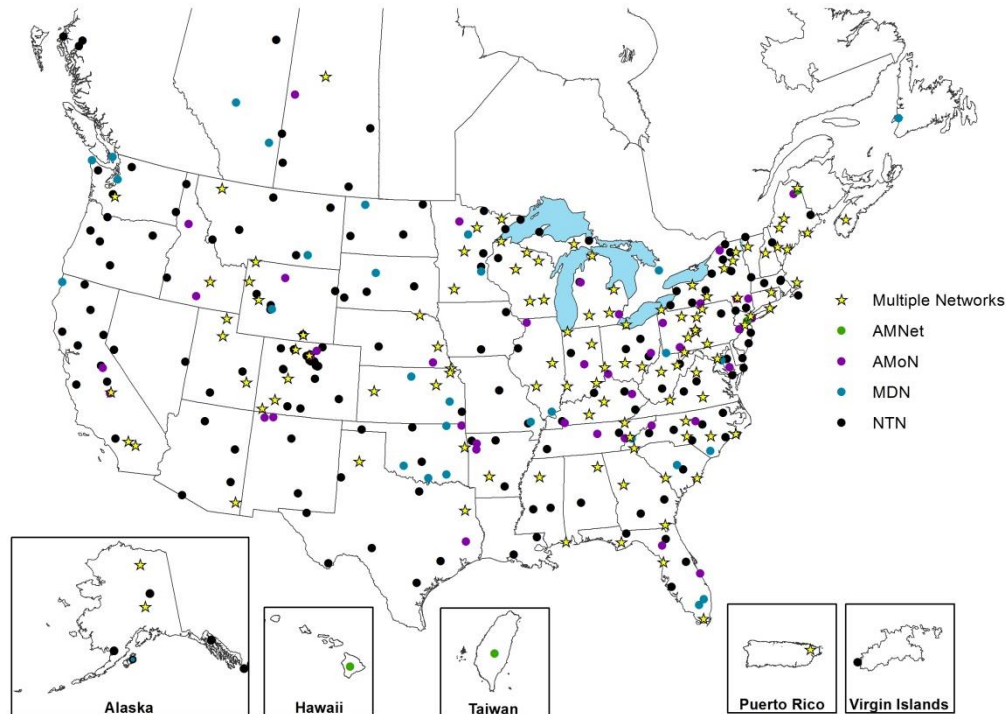 Multiple Networks
AMNet
AMoN
MDN
NTN
Alaska
Hawaii
Taiwan
Puerto Rico
Virgin Islands